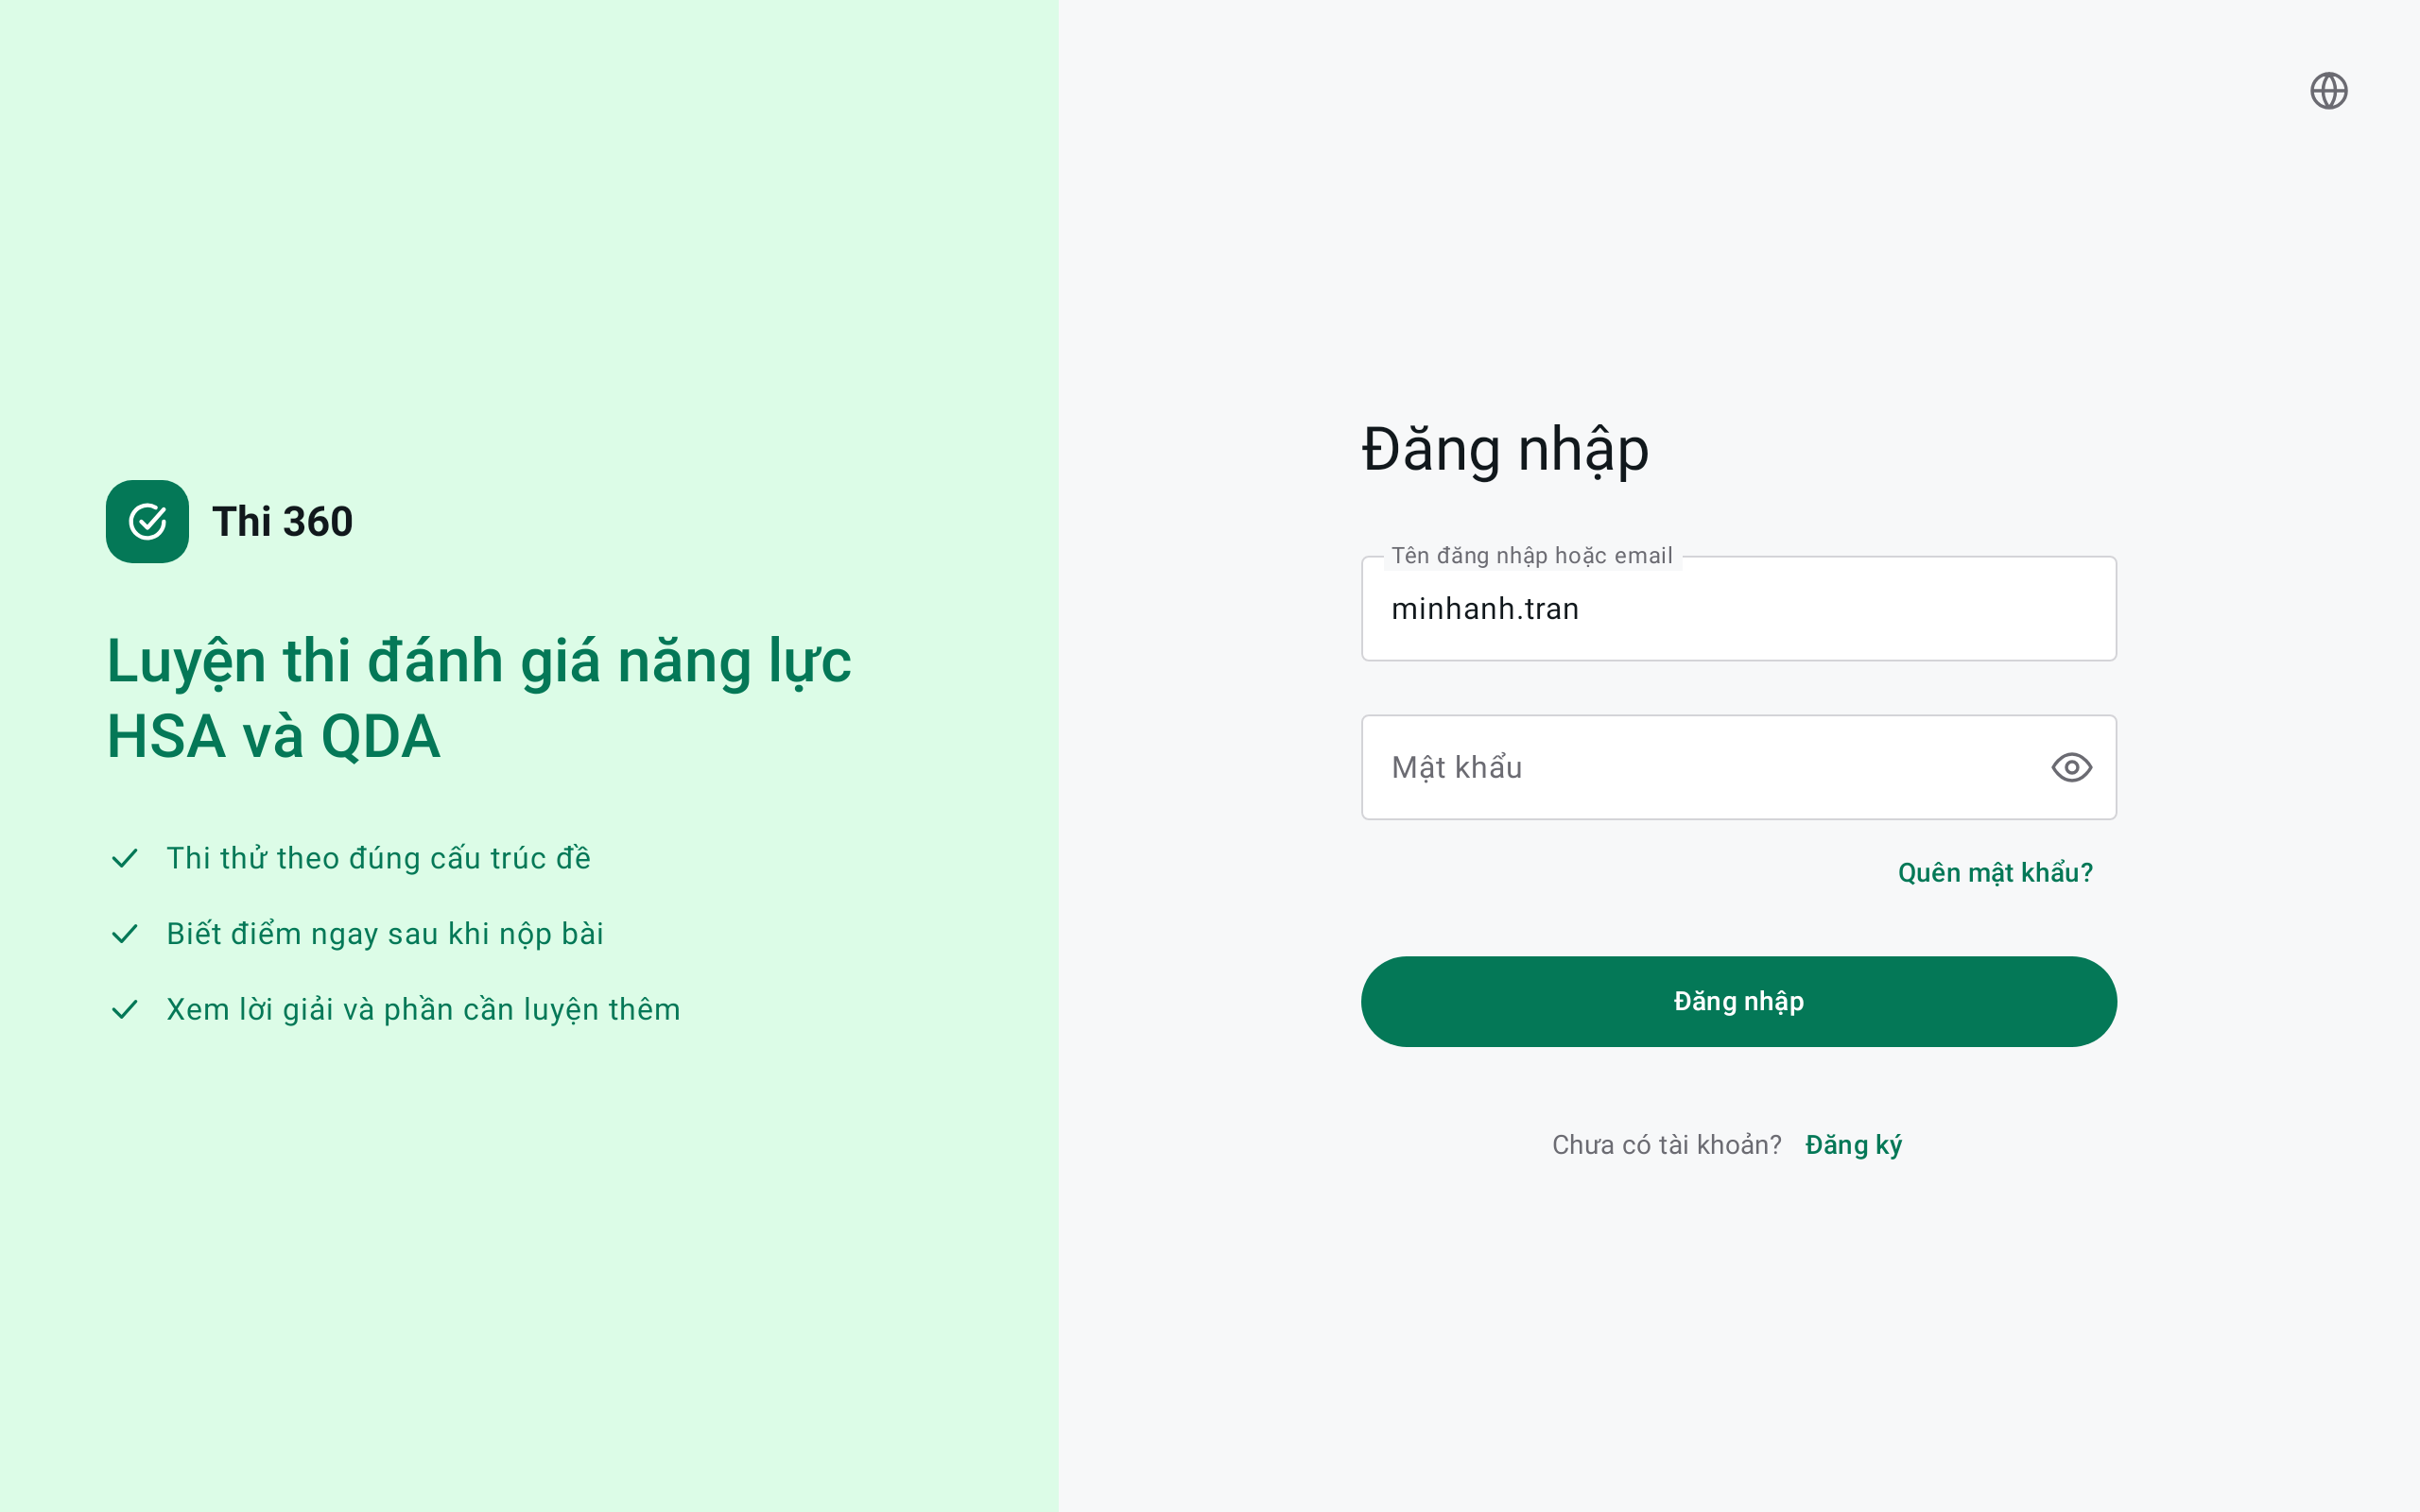 Thi 360
Luyện thi đánh giá năng lực
HSA và QDA
Thi thử theo đúng cấu trúc đề
Biết điểm ngay sau khi nộp bài
Xem lời giải và phần cần luyện thêm
Đăng nhập
Tên đăng nhập hoặc email
minhanh.tran
Mật khẩu
Quên mật khẩu?
Đăng nhập
Chưa có tài khoản? Đăng ký